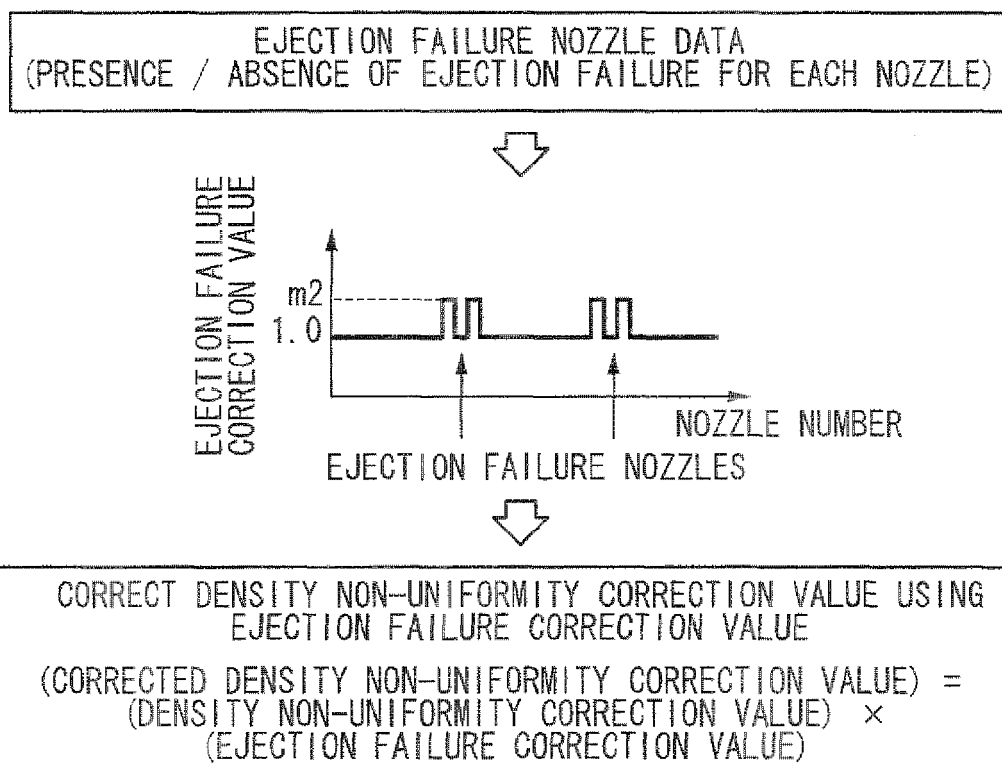 EJECTION FAILURE NOZZLE DATA
(PRESENCE / ABSENCE OF EJECTION FAILURE FOR EACH NOZZLE)
EJECTION FAILURE
CORRECTION VALUE
m2
1.0
NOZZLE NUMBER
EJECTION FAILURE NOZZLES
CORRECT DENSITY NON-UNIFORMITY CORRECTION VALUE USING
EJECTION FAILURE CORRECTION VALUE
(CORRECTED DENSITY NON-UNIFORMITY CORRECTION VALUE) =
(DENSITY NON-UNIFORMITY CORRECTION VALUE) ×
(EJECTION FAILURE CORRECTION VALUE)